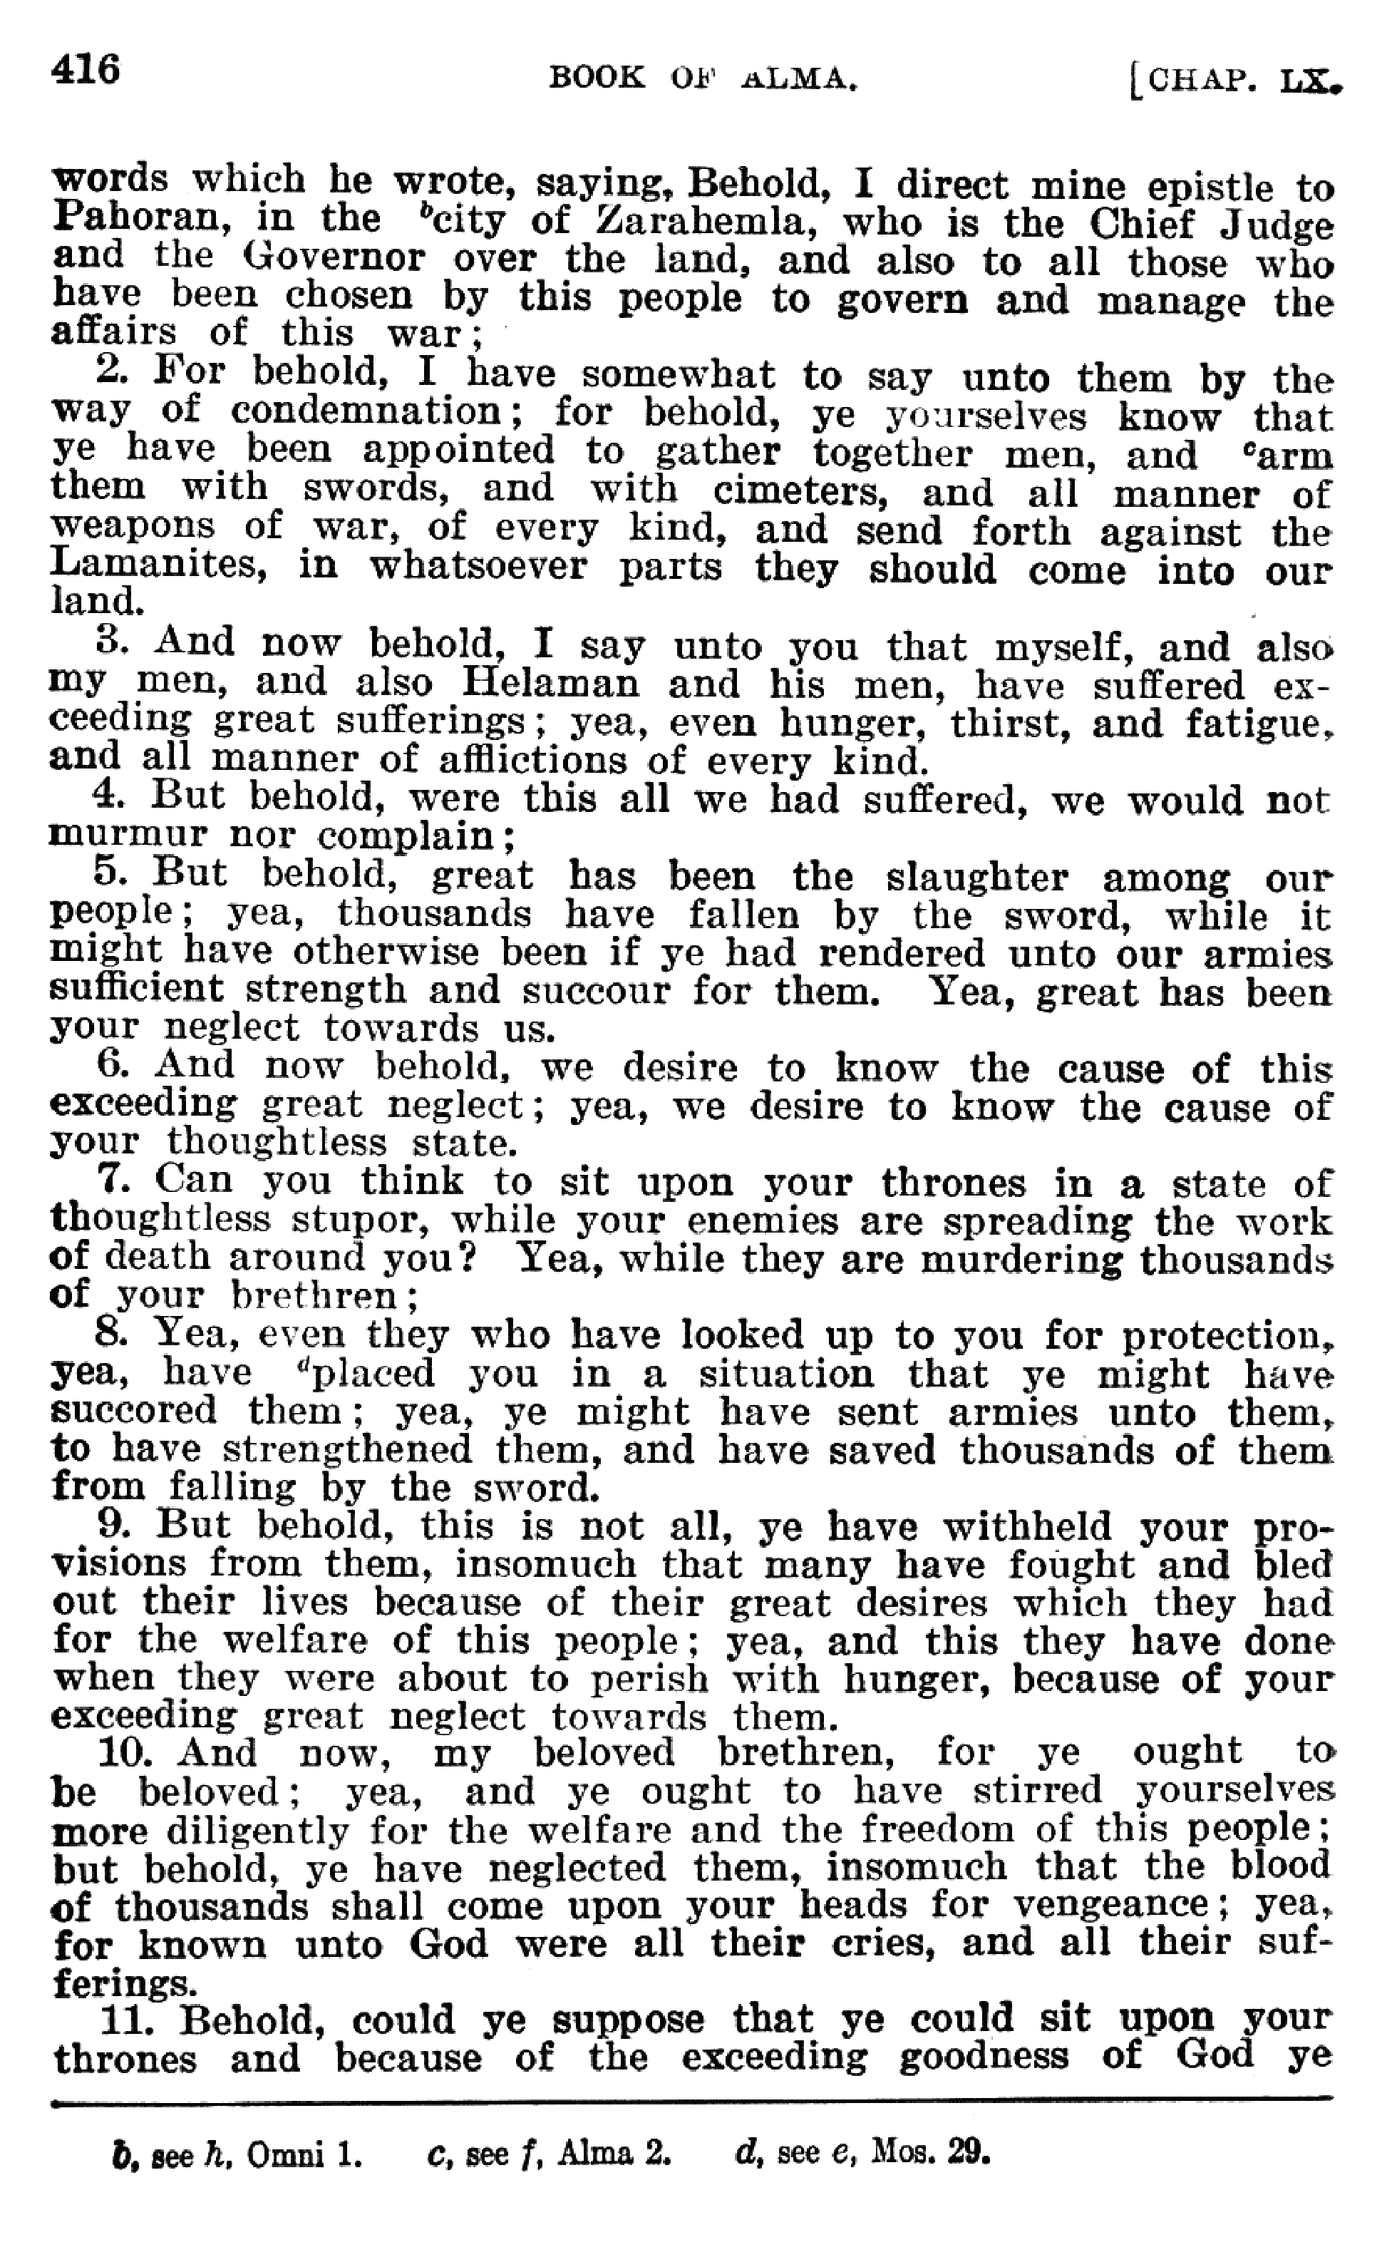 416 BOOK OF ALMA. [CHAP. LX.
words which he wrote, saying, Behold, I direct mine epistle to
Pahoran, in the bcity of Zarahemla, who is the Chief Judge
and the Governor over the land, and also to all those who
have been chosen by this people to govern and manage the
affairs of this war;
2. For behold, I have somewhat to say unto them by the
way of condemnation; for behold, ye yourselves know that
ye have been appointed to gather together men, and carm
them with swords, and with cimeters, and all manner of
weapons of war, of every kind, and send forth against the
Lamanites, in whatsoever parts they should come into our
land.
3. And now behold, I say unto you that myself, and also
my men, and also Helaman and his men, have suffered ex-
ceeding great sufferings; yea, even hunger, thirst, and fatigue,
and all manner of afflictions of every kind.
4. But behold, were this all we had suffered, we would not
murmur nor complain;
5. But behold, great has been the slaughter among our
people; yea, thousands have fallen by the sword, while it
might have otherwise been if ye had rendered unto our armies
sufficient strength and succour for them. Yea, great has been
your neglect towards us.
6. And now behold, we desire to know the cause of this
exceeding great neglect; yea, we desire to know the cause of
your thoughtless state.
7. Can you think to sit upon your thrones in a state of
thoughtless stupor, while your enemies are spreading the work
of death around you? Yea, while they are murdering thousands
of your brethren;
8. Yea, even they who have looked up to you for protection,
yea, have dplaced you in a situation that ye might have
succored them; yea, ye might have sent armies unto them,
to have strengthened them, and have saved thousands of them
from falling by the sword.
9. But behold, this is not all, ye have withheld your pro-
visions from them, insomuch that many have fought and bled
out their lives because of their great desires which they had
for the welfare of this people; yea, and this they have done
when they were about to perish with hunger, because of your
exceeding great neglect towards them.
10. And now, my beloved brethren, for ye ought to
be beloved; yea, and ye ought to have stirred yourselves
more diligently for the welfare and the freedom of this people;
but behold, ye have neglected them, insomuch that the blood
of thousands shall come upon your heads for vengeance; yea,
for known unto God were all their cries, and all their suf-
ferings.
11. Behold, could ye suppose that ye could sit upon your
thrones and because of the exceeding goodness of God ye
b, see h, Omni 1. c, see f, Alma 2. d, see e, Mos. 29.